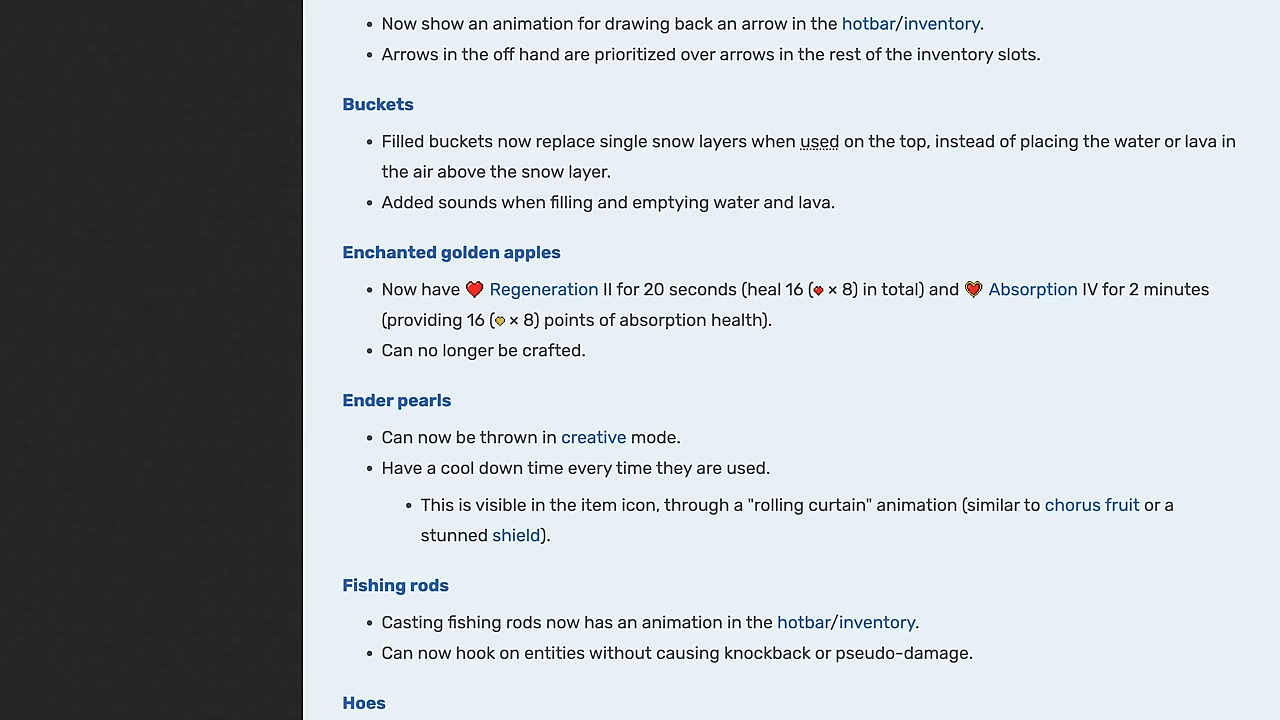 Now show an animation for drawing back an arrow in the hotbar/inventory.
Arrows in the off hand are prioritized over arrows in the rest of the inventory slots.
Buckets
Filled buckets now replace single snow layers when used on the top, instead of placing the water or lava in
the air above the snow layer.
Added sounds when filling and emptying water and lava.
Enchanted golden apples
Now have Regeneration II for 20 seconds (heal 16 (× 8) in total) and Absorption IV for 2 minutes
(providing 16 (× 8) points of absorption health).
Can no longer be crafted.
Ender pearls
Can now be thrown in creative mode.
Have a cool down time every time they are used.
This is visible in the item icon, through a "rolling curtain" animation (similar to chorus fruit or a
stunned shield).
Fishing rods
Casting fishing rods now has an animation in the hotbar/inventory.
Can now hook on entities without causing knockback or pseudo-damage.
Hoes